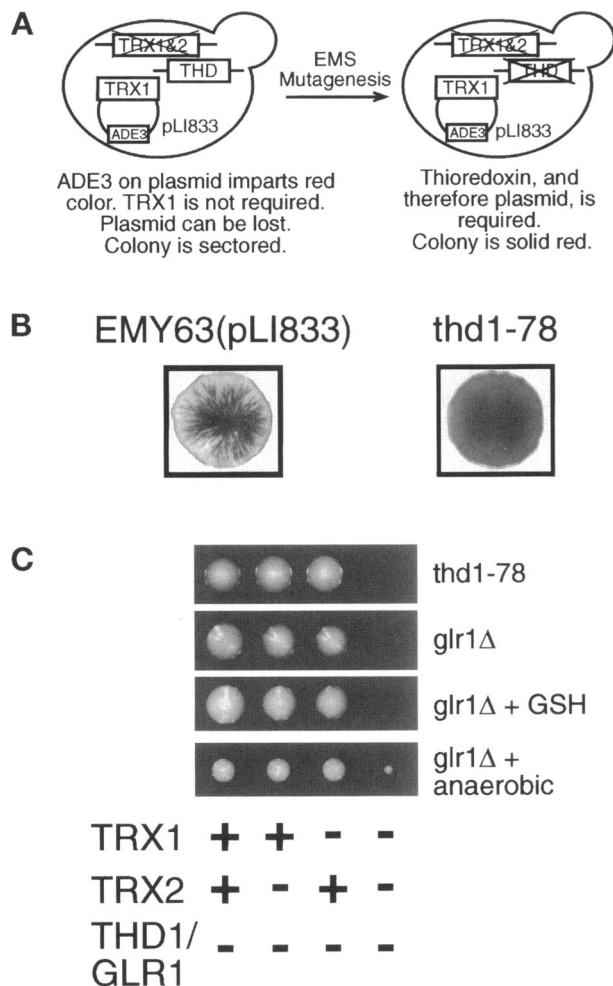 A
TRX1&2
THD
TRX1
ADE3
pLI833
EMS
Mutagenesis
TRX1&2
THD
TRX1
ADE3
pLI833
ADE3 on plasmid imparts red
color. TRX1 is not required.
Plasmid can be lost.
Colony is sectored.
Thioredoxin, and
therefore plasmid, is
required.
Colony is solid red.
B
EMY63(pLI833)
thd1-78
C
thd1-78
glr1Δ
glr1Δ + GSH
glr1Δ +
anaerobic
TRX1 + + - -
TRX2 + - + -
THD1/
GLR1 - - - -